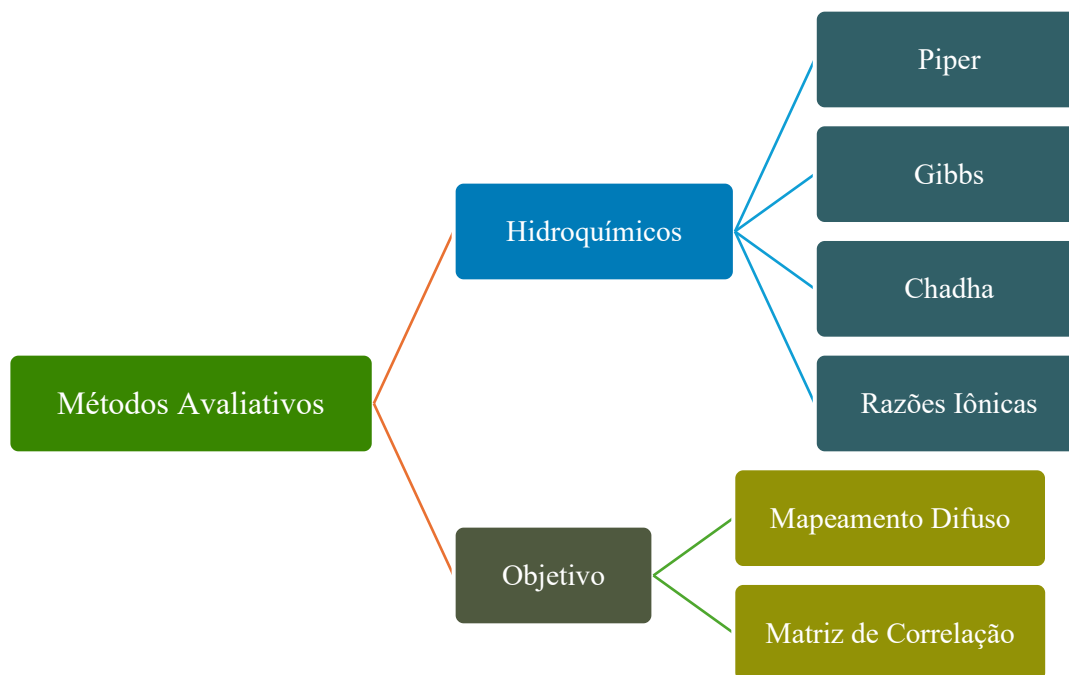 Métodos Avaliativos
Hidroquímicos
Piper
Gibbs
Chadha
Razões Iônicas
Objetivo
Mapeamento Difuso
Matriz de Correlação